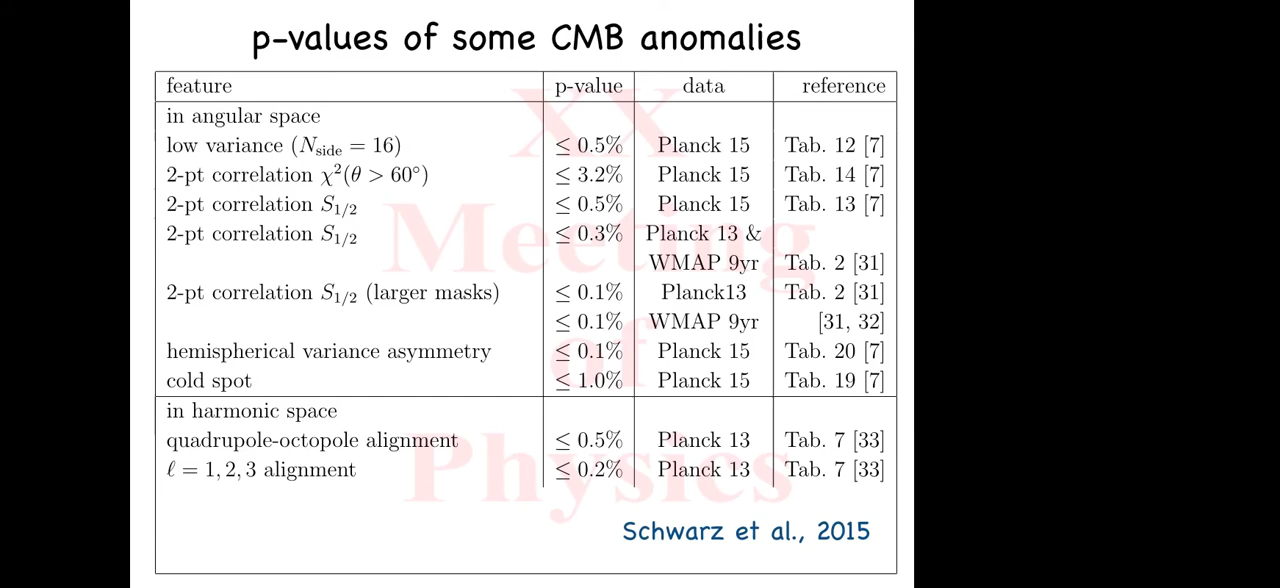 p-values of some CMB anomalies
feature p-value data reference
in angular space
low variance (N_side = 16) ≤ 0.5% Planck 15 Tab. 12 [7]
2-pt correlation χ²(θ > 60°) ≤ 3.2% Planck 15 Tab. 14 [7]
2-pt correlation S_1/2 ≤ 0.5% Planck 15 Tab. 13 [7]
2-pt correlation S_1/2 ≤ 0.3% Planck 13 &
WMAP 9yr Tab. 2 [31]
2-pt correlation S_1/2 (larger masks) ≤ 0.1% Planck13 Tab. 2 [31]
≤ 0.1% WMAP 9yr [31, 32]
hemispherical variance asymmetry ≤ 0.1% Planck 15 Tab. 20 [7]
cold spot ≤ 1.0% Planck 15 Tab. 19 [7]
in harmonic space
quadrupole-octopole alignment ≤ 0.5% Planck 13 Tab. 7 [33]
ℓ = 1, 2, 3 alignment ≤ 0.2% Planck 13 Tab. 7 [33]
Schwarz et al., 2015
XX
Meeting
of
Physics